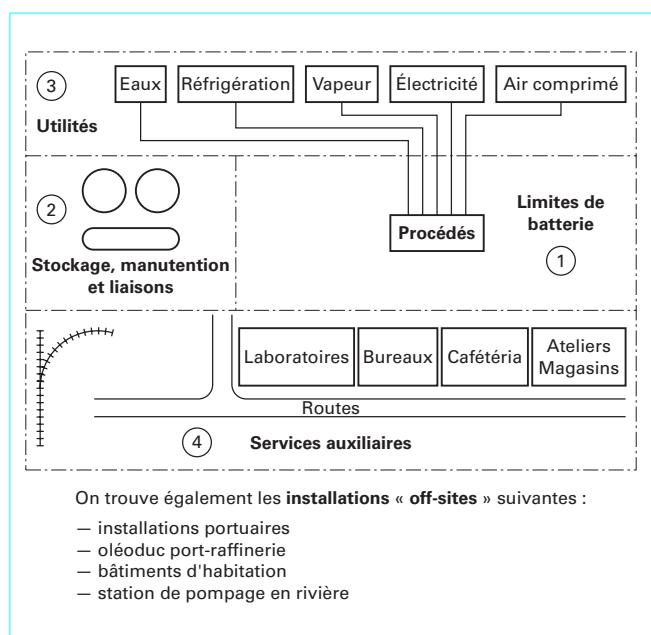 3
Eaux
Réfrigération
Vapeur
Électricité
Air comprimé
Utilités
2
Stockage, manutention
et liaisons
Procédés
Limites de
batterie
1
Laboratoires
Bureaux
Cafétéria
Ateliers
Magasins
Routes
4
Services auxiliaires
On trouve également les installations « off-sites » suivantes :
— installations portuaires
— oléoduc port-raffinerie
— bâtiments d'habitation
— station de pompage en rivière